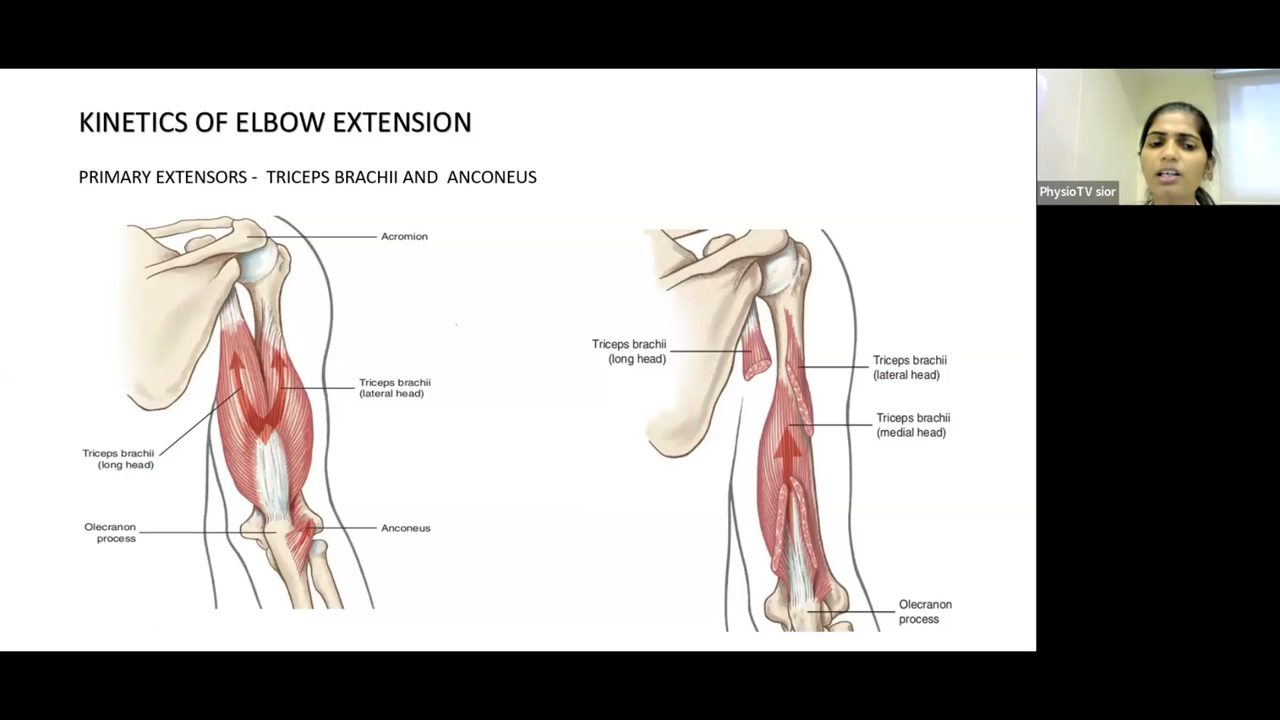 KINETICS OF ELBOW EXTENSION
PRIMARY EXTENSORS - TRICEPS BRACHII AND ANCONEUS
Acromion
Triceps brachii
(lateral head)
Triceps brachii
(long head)
Olecranon
process
Anconeus
Triceps brachii
(long head)
Triceps brachii
(lateral head)
Triceps brachii
(medial head)
Olecranon
process
PhysioTV sior